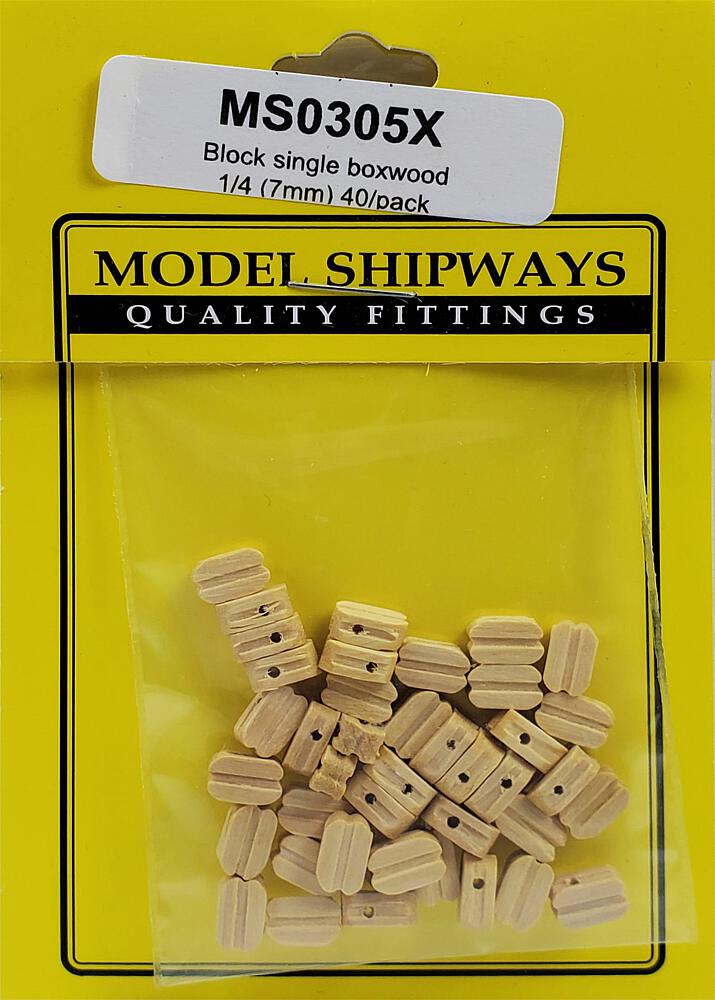 MS0305X
Block single boxwood
1/4 (7mm) 40/pack
MODEL SHIPWAYS
QUALITY FITTINGS